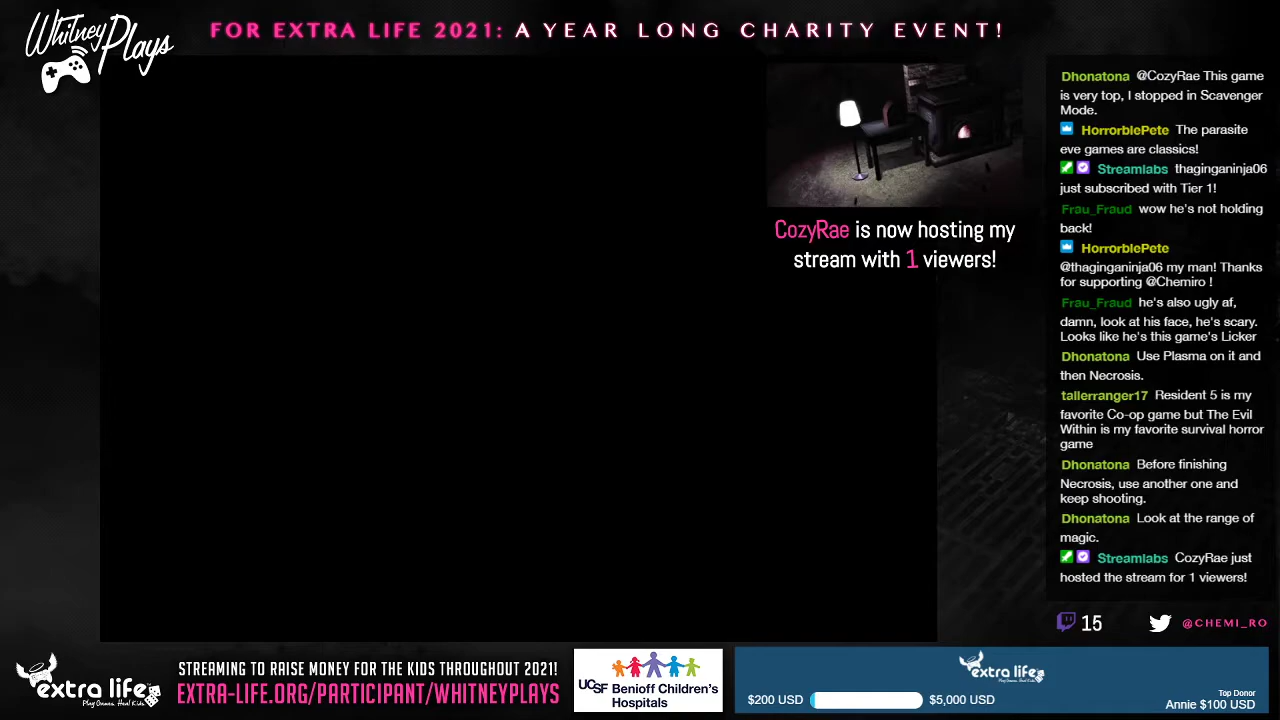 Whitney Plays
FOR EXTRA LIFE 2021: A YEAR LONG CHARITY EVENT!
CozyRae is now hosting my
stream with 1 viewers!
Dhonatona @CozyRae This game
is very top, I stopped in Scavenger
Mode.
HorrorblePete The parasite
eve games are classics!
Streamlabs thaginganinja06
just subscribed with Tier 1!
Frau_Fraud wow he's not holding
back!
HorrorblePete
@thaginganinja06 my man! Thanks
for supporting @Chemiro !
Frau_Fraud he's also ugly af,
damn, look at his face, he's scary.
Looks like he's this game's Licker
Dhonatona Use Plasma on it and
then Necrosis.
tallerranger17 Resident 5 is my
favorite Co-op game but The Evil
Within is my favorite survival horror
game
Dhonatona Before finishing
Necrosis, use another one and
keep shooting.
Dhonatona Look at the range of
magic.
Streamlabs CozyRae just
hosted the stream for 1 viewers!
15 @CHEMI_RO
extra life
Play Games. Heal Kids.
STREAMING TO RAISE MONEY FOR THE KIDS THROUGHOUT 2021!
EXTRA-LIFE.ORG/PARTICIPANT/WHITNEYPLAYS
UCSF Benioff Children's
Hospitals
extra life
Play Games. Heal Kids.
$200 USD $5,000 USD
Top Donor
Annie $100 USD